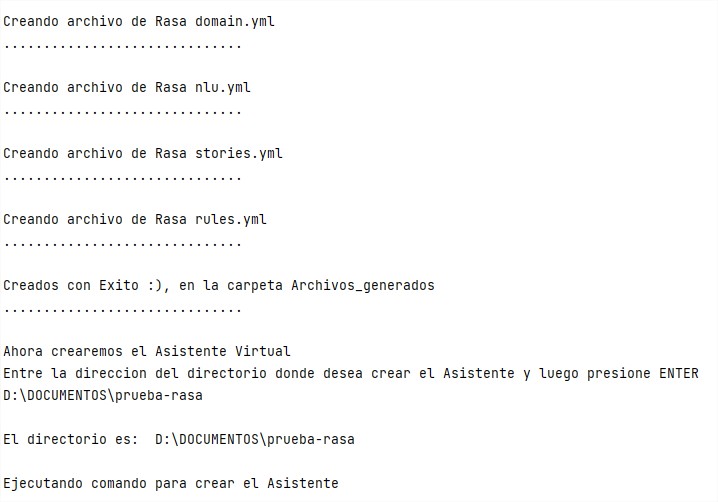 Creando archivo de Rasa domain.yml
..............................
Creando archivo de Rasa nlu.yml
..............................
Creando archivo de Rasa stories.yml
..............................
Creando archivo de Rasa rules.yml
..............................
Creados con Exito :), en la carpeta Archivos_generados
..............................
Ahora crearemos el Asistente Virtual
Entre la direccion del directorio donde desea crear el Asistente y luego presione ENTER
D:\DOCUMENTOS\prueba-rasa
El directorio es:  D:\DOCUMENTOS\prueba-rasa
Ejecutando comando para crear el Asistente